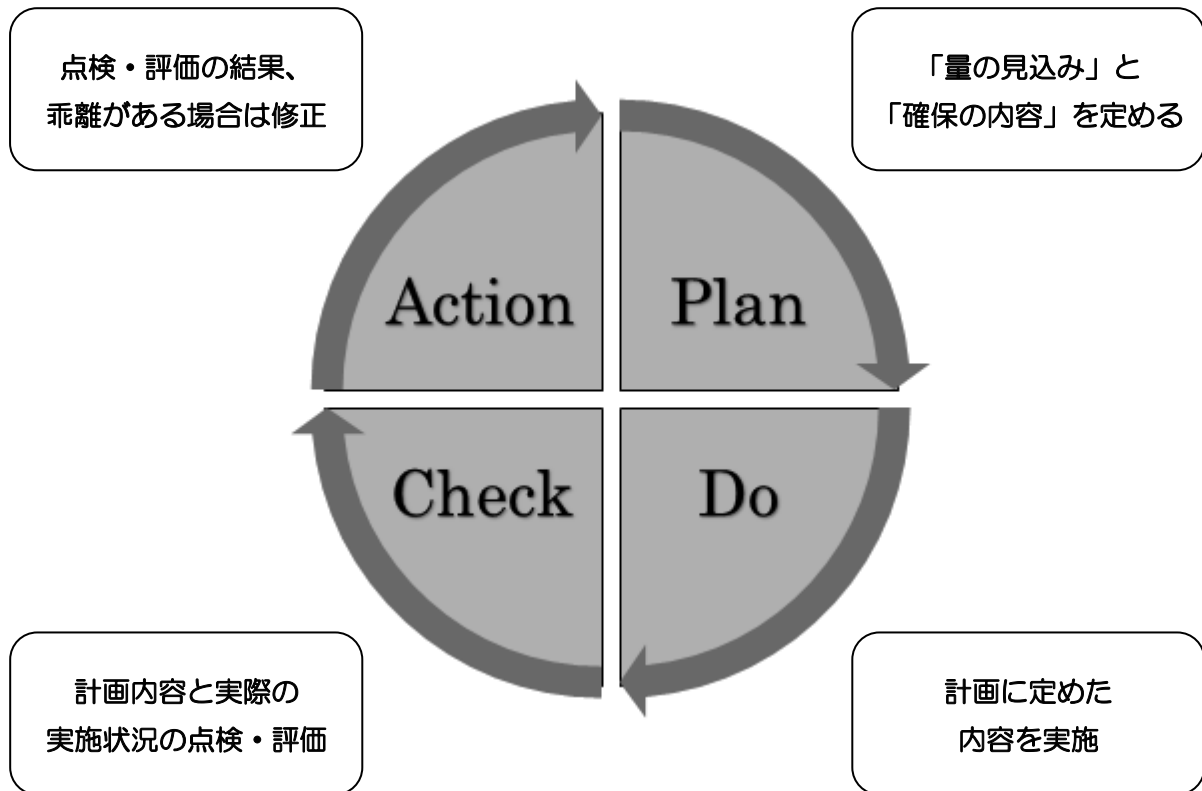 点検・評価の結果、
乖離がある場合は修正
「量の見込み」と
「確保の内容」を定める
Action
Plan
Check
Do
計画内容と実際の
実施状況の点検・評価
計画に定めた
内容を実施